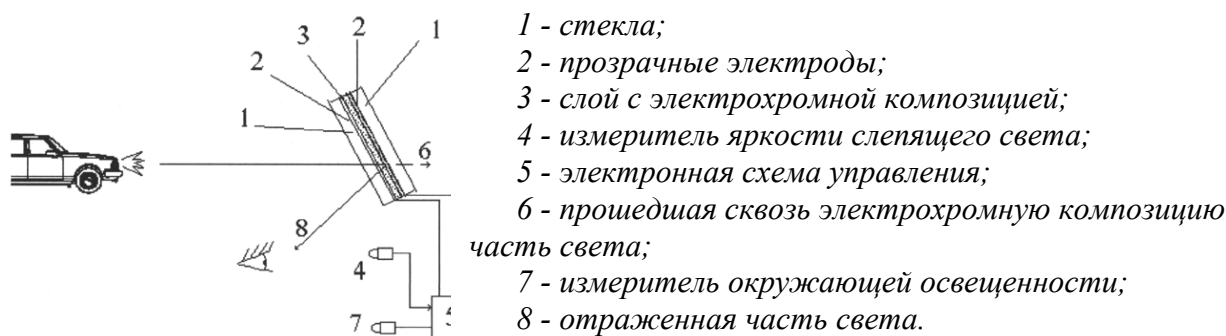 1 - стекла;
2 - прозрачные электроды;
3 - слой с электрохромной композицией;
4 - измеритель яркости слепящего света;
5 - электронная схема управления;
6 - прошедшая сквозь электрохромную композицию
часть света;
7 - измеритель окружающей освещенности;
8 - отраженная часть света.
3
2
1
2
1
6
8
4
7
5